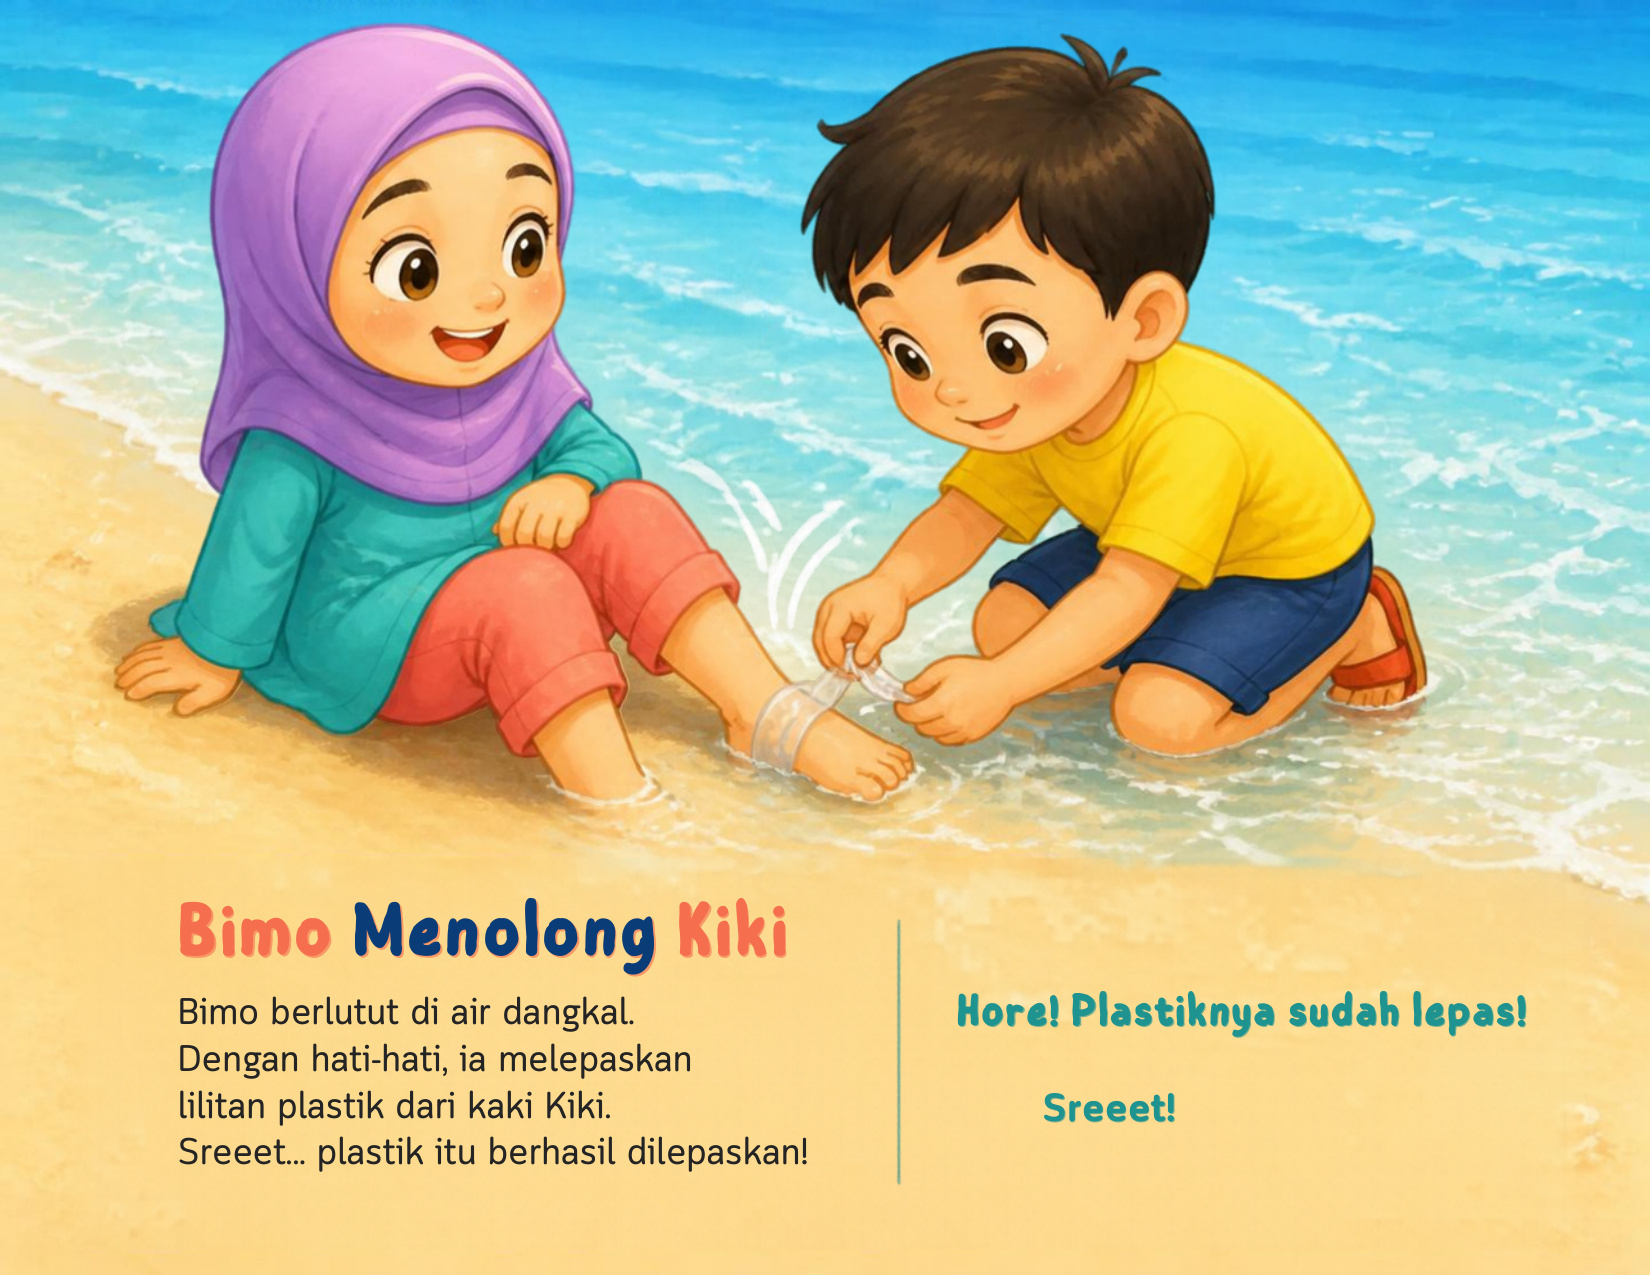 Bimo Menolong Kiki
Bimo berlutut di air dangkal.
Dengan hati-hati, ia melepaskan
lilitan plastik dari kaki Kiki.
Sreeet... plastik itu berhasil dilepaskan!
Hore! Plastiknya sudah lepas!
Sreeet!